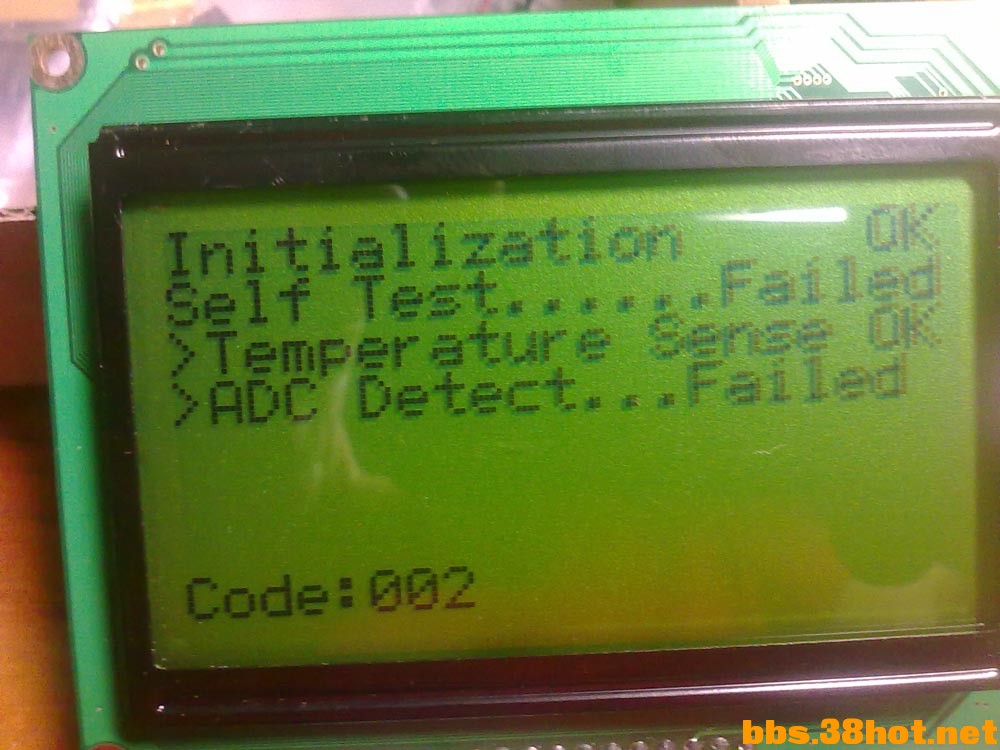 Initialization OK
Self Test......Failed
>Temperature Sense OK
>ADC Detect...Failed
Code:002
bbs.38hot.net